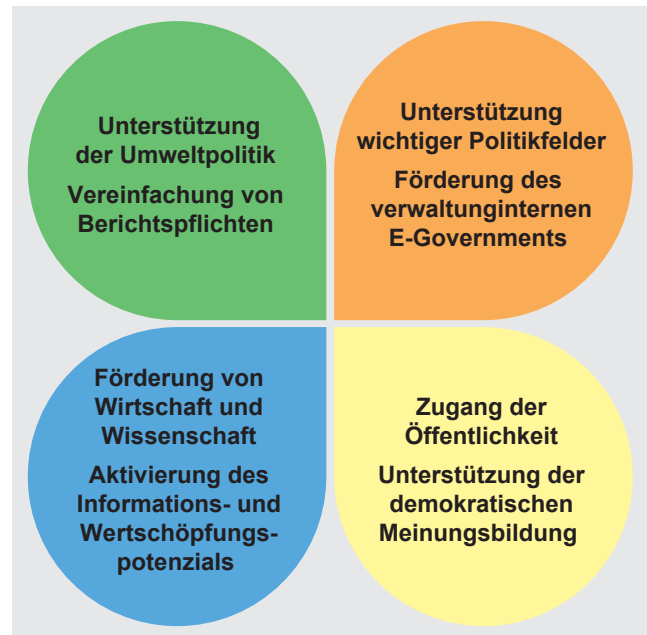 Unterstützung
der Umweltpolitik
Vereinfachung von
Berichtspflichten
Unterstützung
wichtiger Politikfelder
Förderung des
verwaltunginternen
E-Governments
Förderung von
Wirtschaft und
Wissenschaft
Aktivierung des
Informations- und
Wertschöpfungs-
potenzials
Zugang der
Öffentlichkeit
Unterstützung der
demokratischen
Meinungsbildung